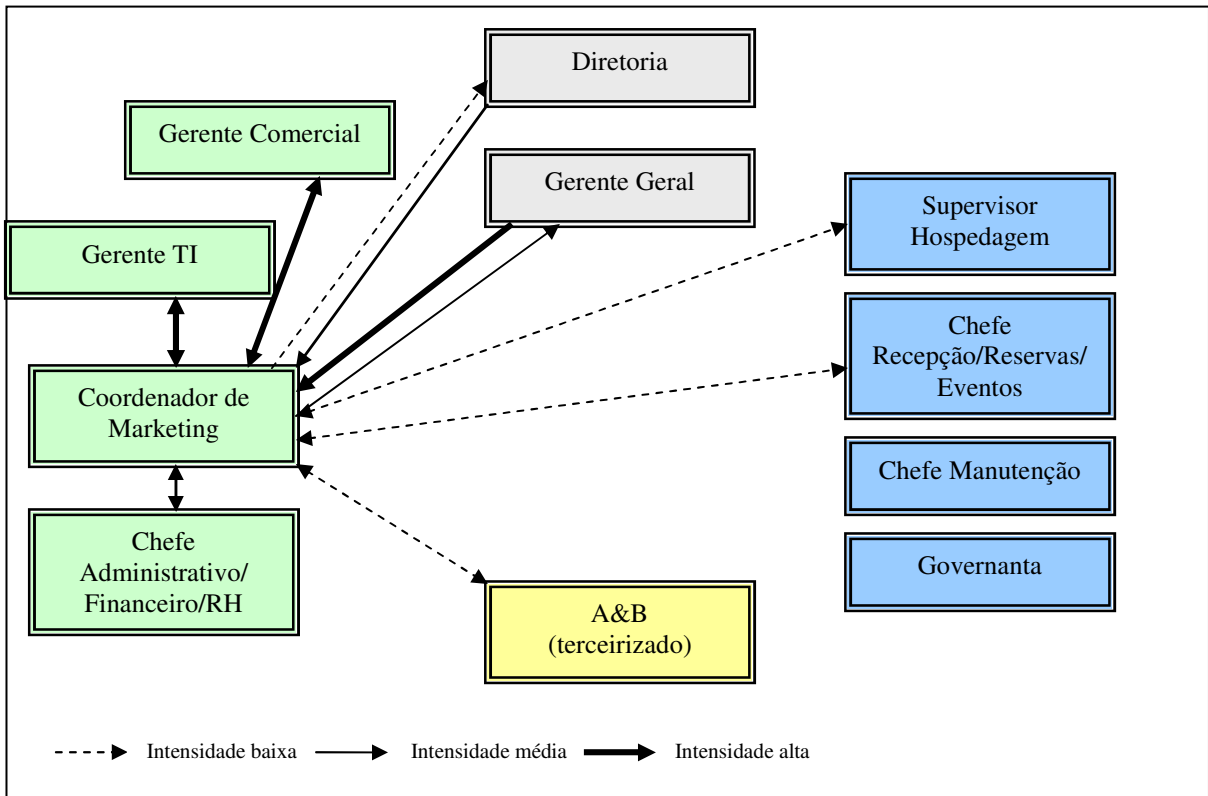 Diretoria
Gerente Comercial
Gerente Geral
Supervisor
Hospedagem
Gerente TI
Chefe
Recepção/Reservas/
Eventos
Coordenador de
Marketing
Chefe Manutenção
Chefe
Administrativo/
Financeiro/RH
Governanta
A&B
(terceirizado)
Intensidade baixa
Intensidade média
Intensidade alta